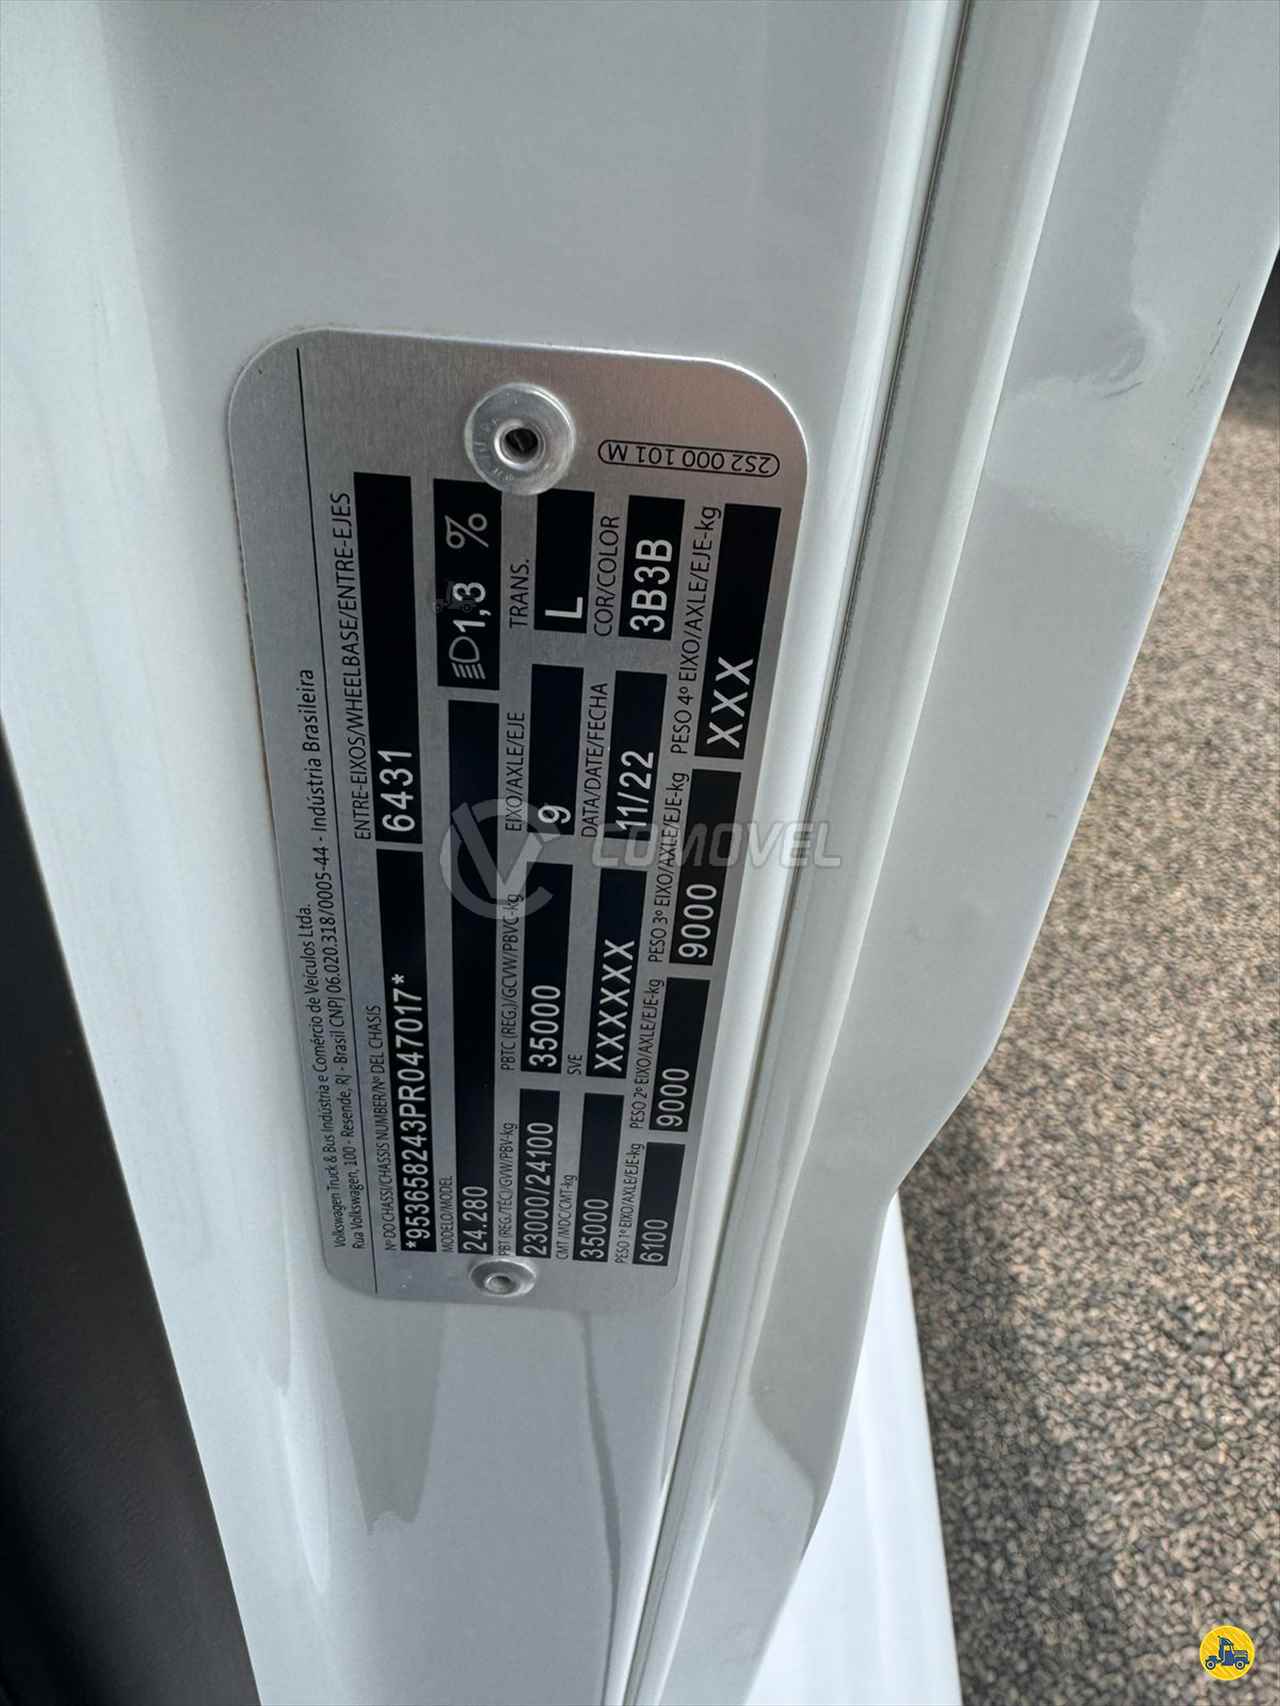 Volkswagen Truck & Bus Indústria e Comércio de Veículos Ltda.
Rua Volkswagen, 100 - Resende, RJ - Brasil CNPJ 06.020.318/0005-44 - Indústria Brasileira
Nº DO CHASSI/CHASSIS NUMBER/Nº DEL CHASIS
ENTRE-EIXOS/WHEELBASE/ENTRE-EJES
*953658243PR047017*
6431
MODELO/MODEL
24.280
1,3 %
PBT (REG./TÉC)/GVW/PBV-kg
PBTC (REG.)/GCVW/PBVC-kg
EIXO/AXLE/EJE
TRANS.
23000/24100
35000
9
L
CMT /MDC/CMT-kg
SVE
DATA/DATE/FECHA
COR/COLOR
35000
XXXXXX
11/22
3B3B
PESO 1º EIXO/AXLE/EJE-kg
PESO 2º EIXO/AXLE/EJE-kg
PESO 3º EIXO/AXLE/EJE-kg
PESO 4º EIXO/AXLE/EJE-kg
6100
9000
9000
XXX
2S2 000 101 M
COMOVEL